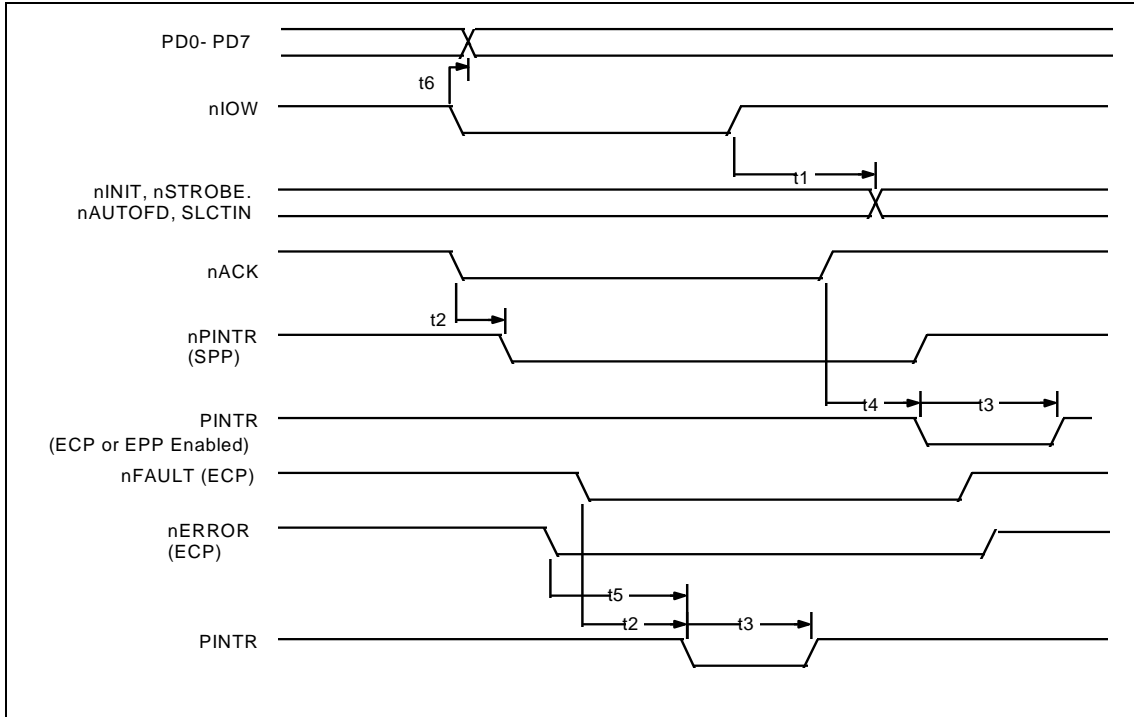 PD0- PD7
t6
nIOW
t1
nINIT, nSTROBE.
nAUTOFD, SLCTIN
nACK
t2
nPINTR
(SPP)
t4
t3
PINTR
(ECP or EPP Enabled)
nFAULT (ECP)
nERROR
(ECP)
t5
t2
t3
PINTR